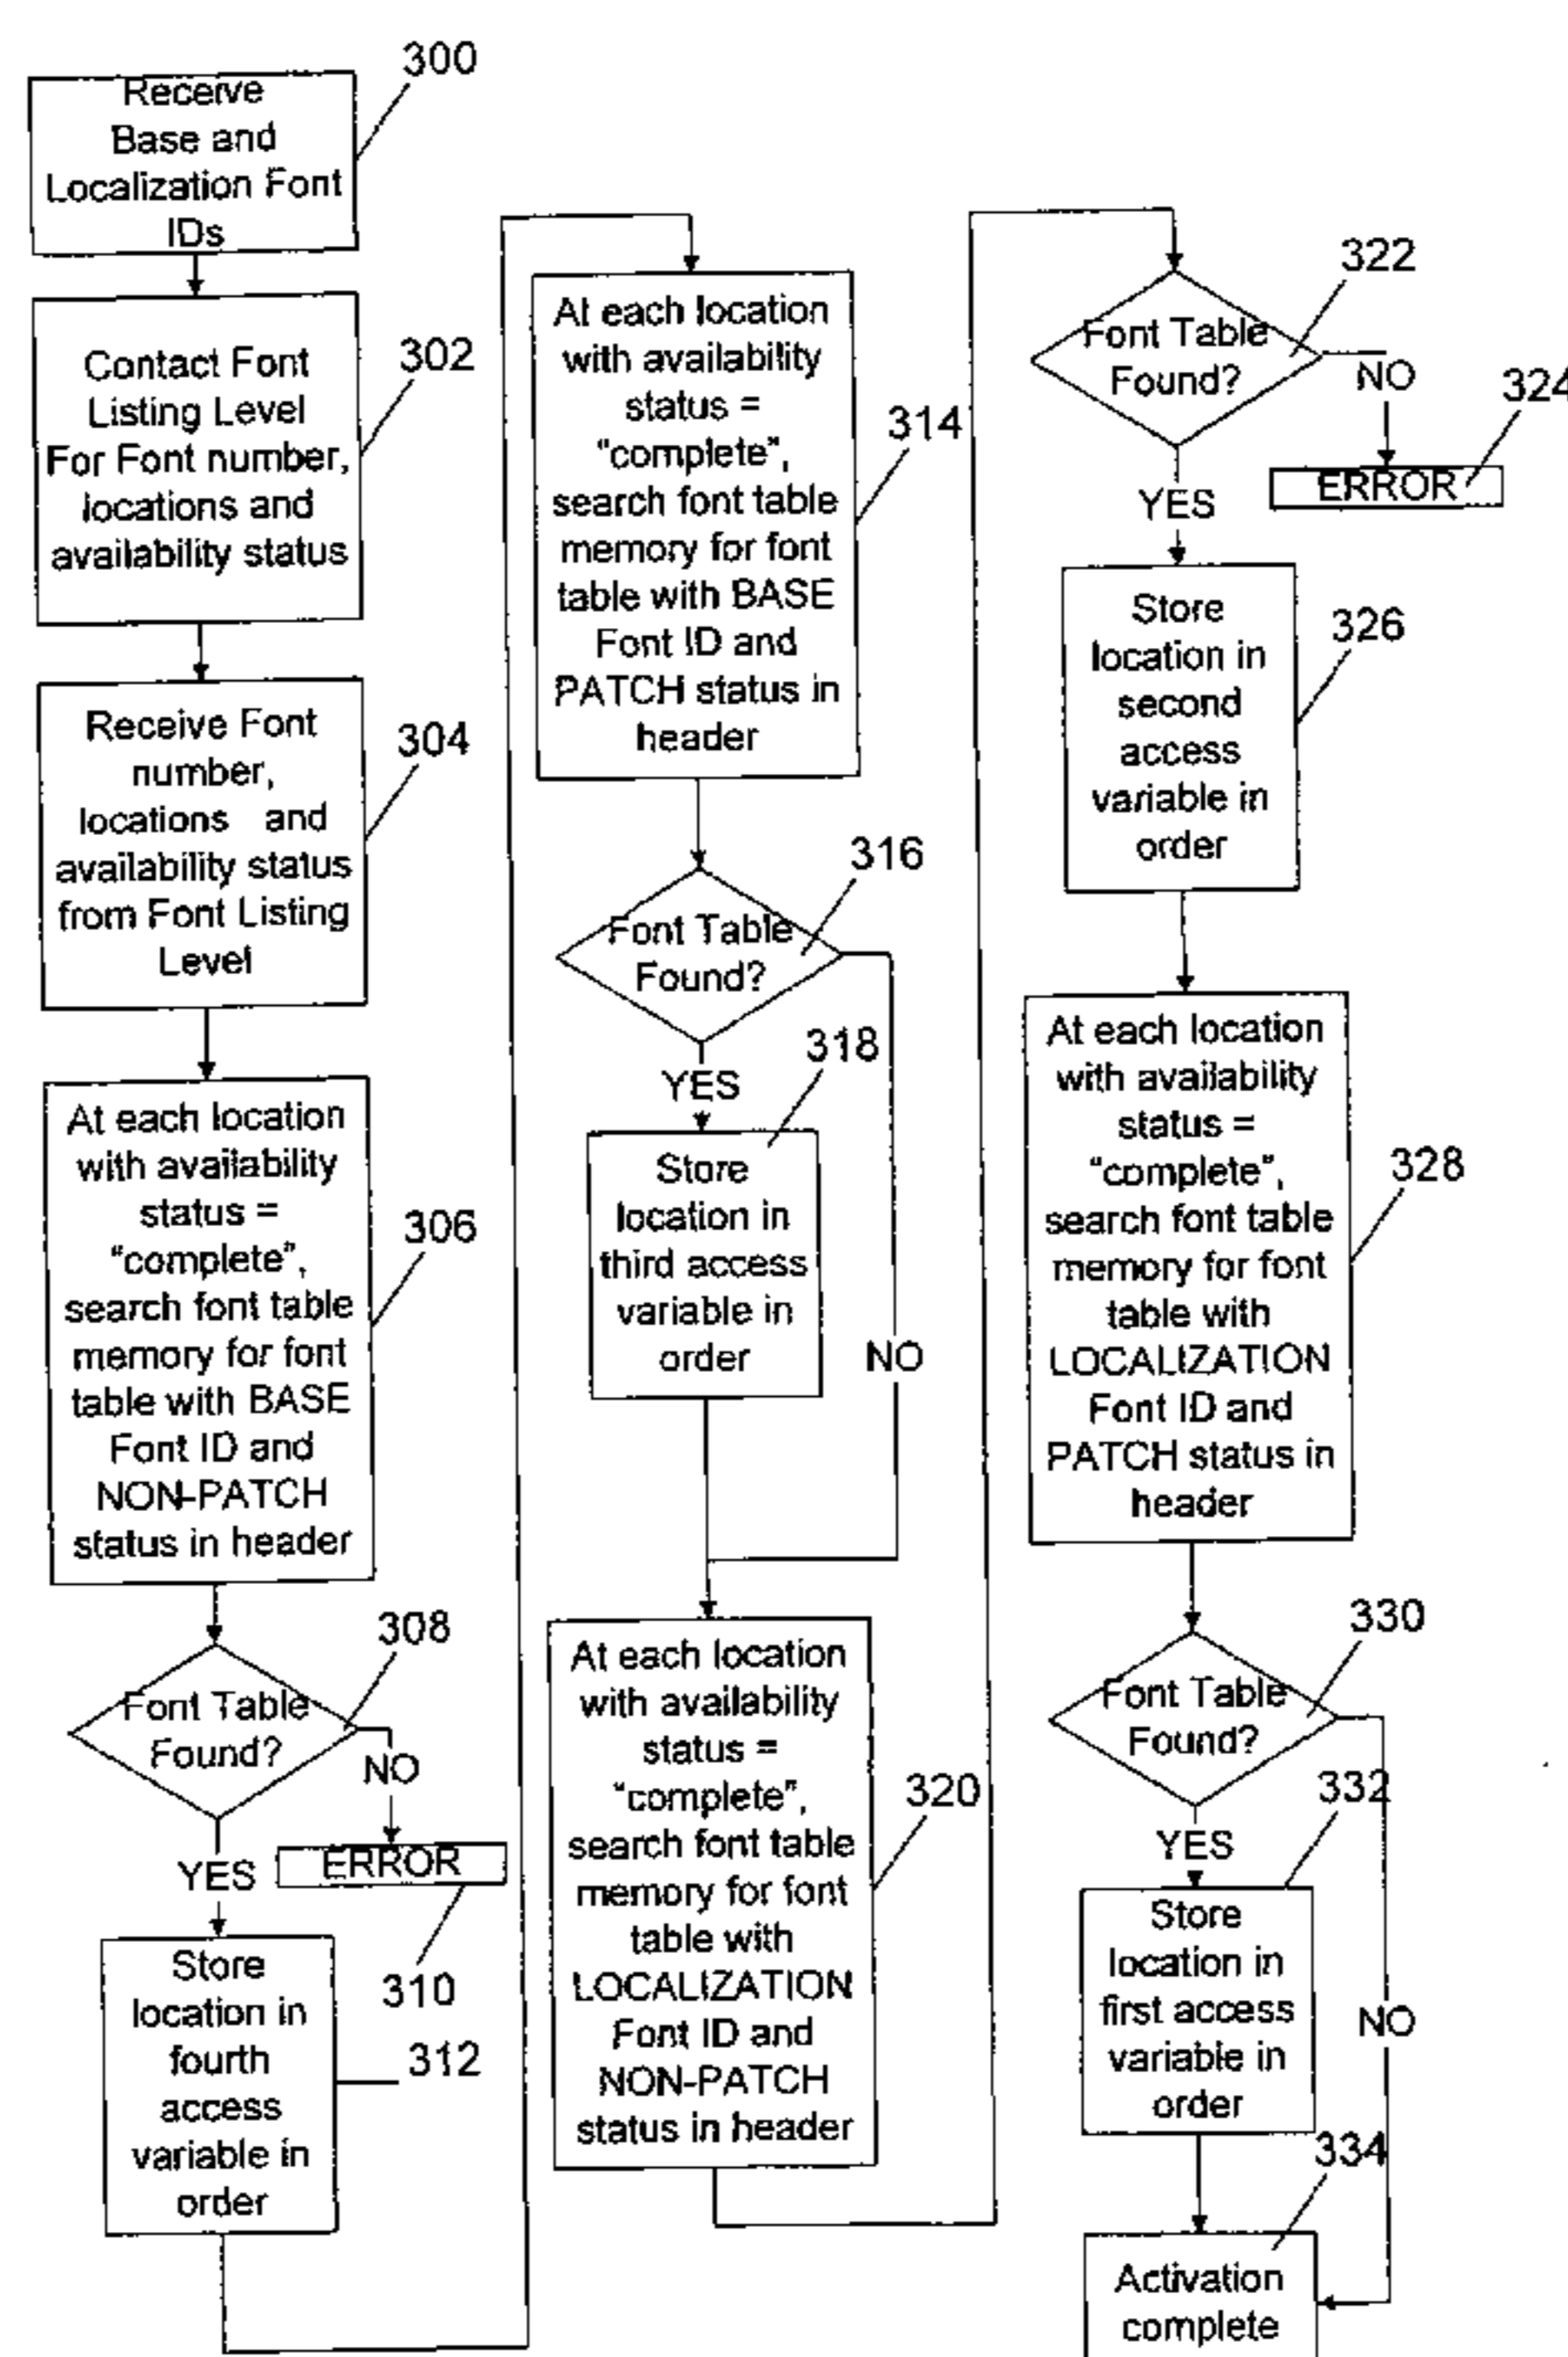 300
Receive
Base and
Localization Font
IDs
302
Contact Font
Listing Level
For Font number,
locations and
availability status
304
Receive Font
number,
locations and
availability status
from Font Listing
Level
306
At each location
with availability
status =
"complete",
search font table
memory for font
table with BASE
Font ID and
NON-PATCH
status in header
308
Font Table
Found?
NO
YES
ERROR
310
Store
location in
fourth
access
variable in
order
312
314
At each location
with availability
status =
"complete",
search font table
memory for font
table with BASE
Font ID and
PATCH status in
header
316
Font Table
Found?
YES
318
Store
location in
third access
variable in
order
NO
320
At each location
with availability
status =
"complete",
search font table
memory for font
table with
LOCALIZATION
Font ID and
NON-PATCH
status in header
322
Font Table
Found?
NO
324
ERROR
YES
326
Store
location in
second
access
variable in
order
328
At each location
with availability
status =
"complete",
search font table
memory for font
table with
LOCALIZATION
Font ID and
PATCH status in
header
330
Font Table
Found?
332
YES
Store
location in
first access
variable in
order
NO
334
Activation
complete